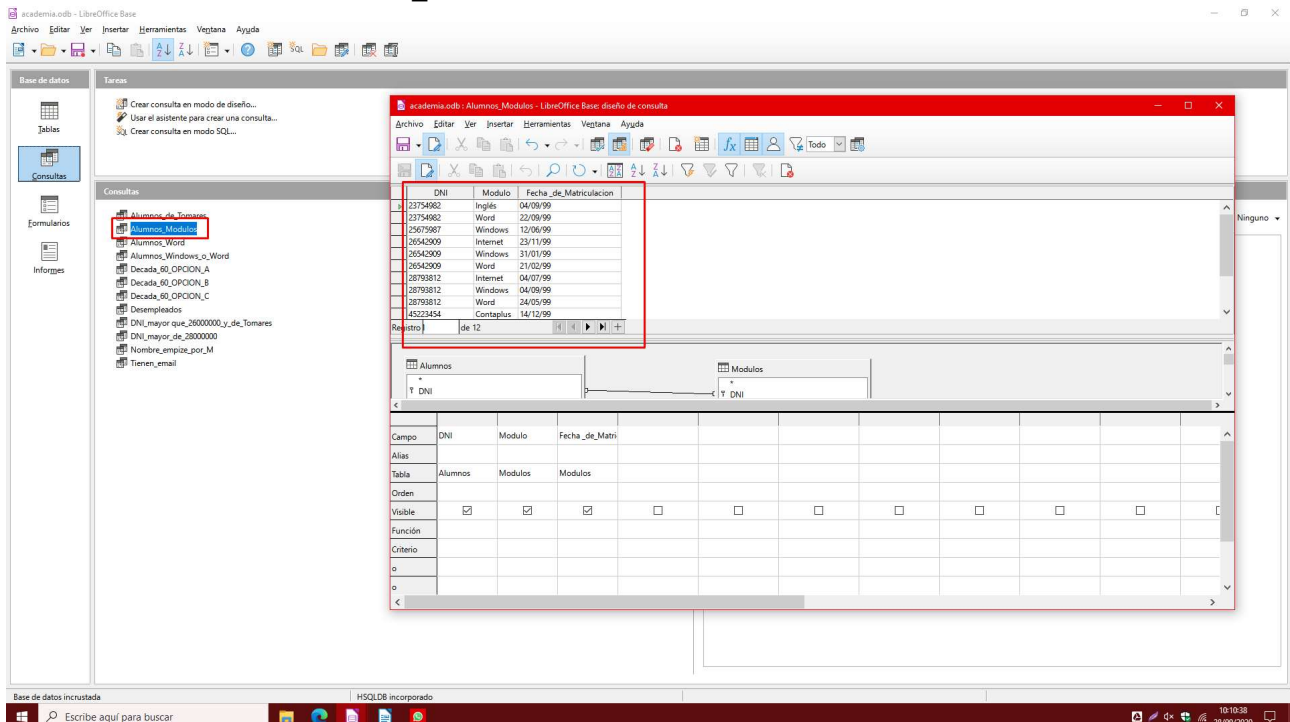 academia.odb - LibreOffice Base
Archivo Editar Ver Insertar Herramientas Ventana Ayuda
SQL
Base de datos
Tareas
Tablas
Consultas
Formularios
Informes
Crear consulta en modo de diseño...
Usar el asistente para crear una consulta...
Crear consulta en modo SQL...
Consultas
Alumnos_de_Tomares
Alumnos_Modulos
Alumnos_Word
Alumnos_Windows_o_Word
Decada_60_OPCION_A
Decada_60_OPCION_B
Decada_60_OPCION_C
Desempleados
DNI_mayor que_26000000_y_de_Tomares
DNI_mayor_de_28000000
Nombre_empize_por_M
Tienen_email
Ninguno
academia.odb : Alumnos_Modulos - LibreOffice Base: diseño de consulta
Archivo Editar Ver Insertar Herramientas Ventana Ayuda
Todo
DNI Modulo Fecha _de_Matriculacion
23754982 Inglés 04/09/99
23754982 Word 22/09/99
25675987 Windows 12/06/99
26542909 Internet 23/11/99
26542909 Windows 31/01/99
26542909 Word 21/02/99
28793812 Internet 04/07/99
28793812 Windows 04/09/99
28793812 Word 24/05/99
45223454 Contaplus 14/12/99
Registro 1 de 12
Alumnos
*
DNI
Modulos
*
DNI
Campo DNI Modulo Fecha _de_Matri
Alias
Tabla Alumnos Modulos Modulos
Orden
Visible
Función
Criterio
o
o
Base de datos incrustada
HSQLDB incorporado
Escribe aquí para buscar
10:10:38
28/09/2020